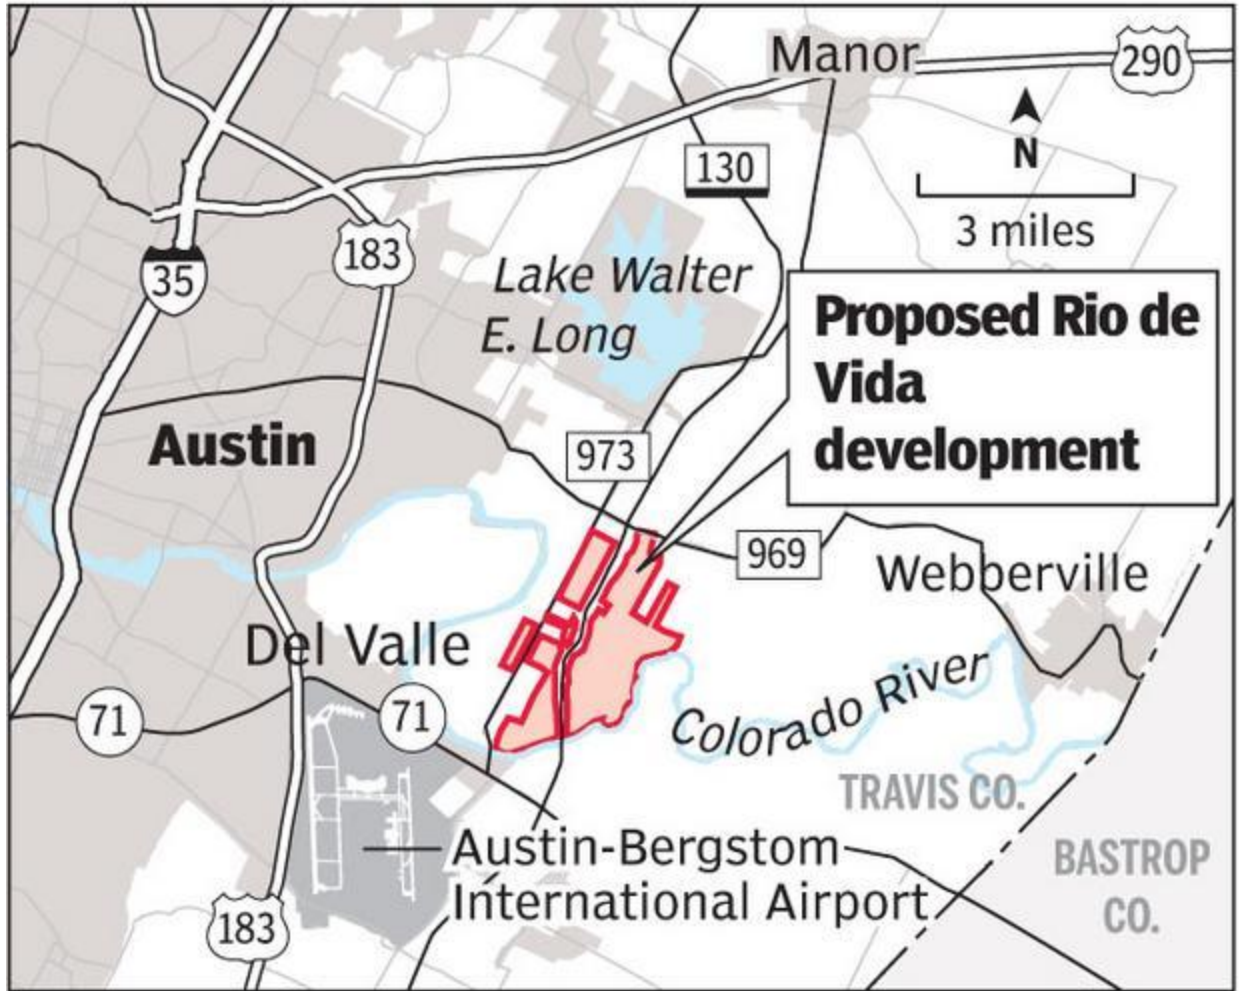 Manor
290
N
130
3 miles
183
35
Lake Walter
E. Long
Proposed Rio de
Vida
development
Austin
973
969
Webberville
Del Valle
71
71
Colorado River
TRAVIS CO.
Austin-Bergstom
International Airport
BASTROP
CO.
183